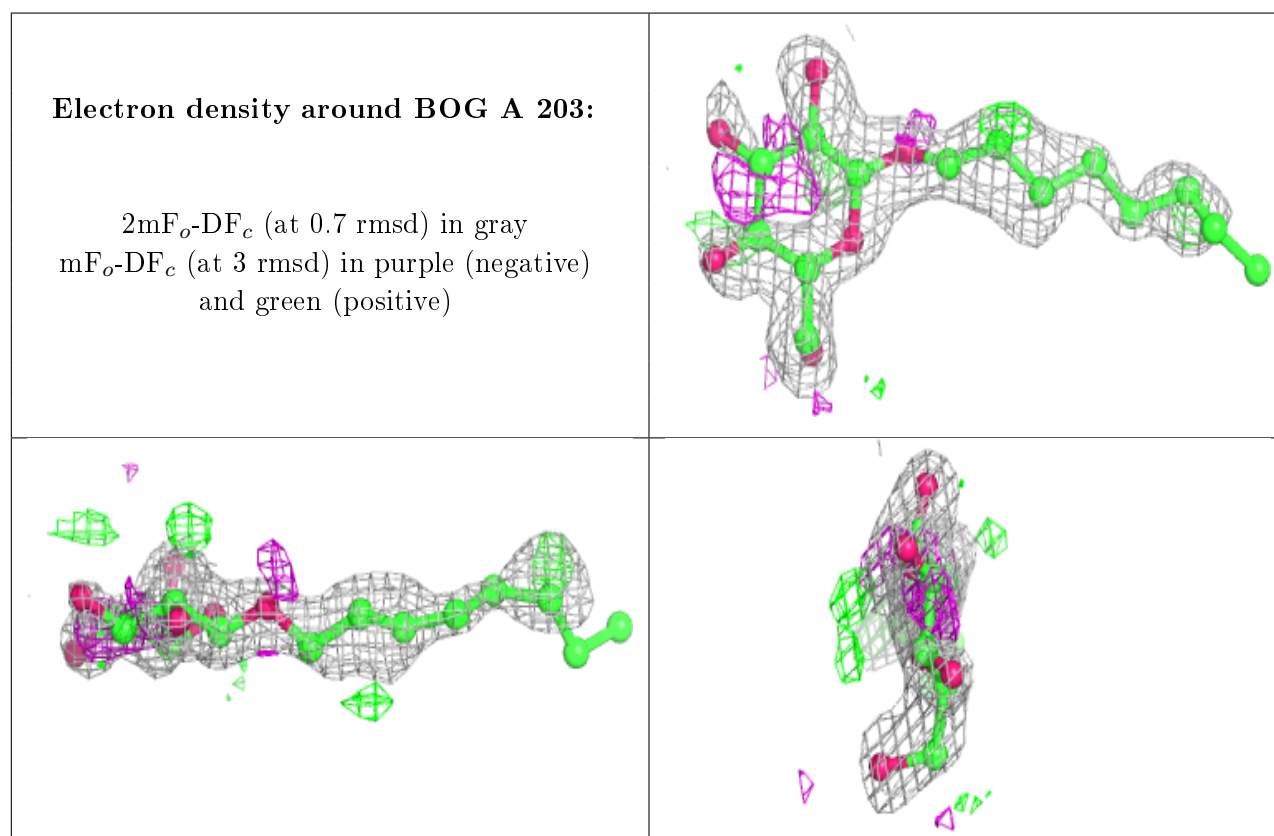 Electron density around BOG A 203:
2mFo-DFc (at 0.7 rmsd) in gray
mFo-DFc (at 3 rmsd) in purple (negative)
and green (positive)